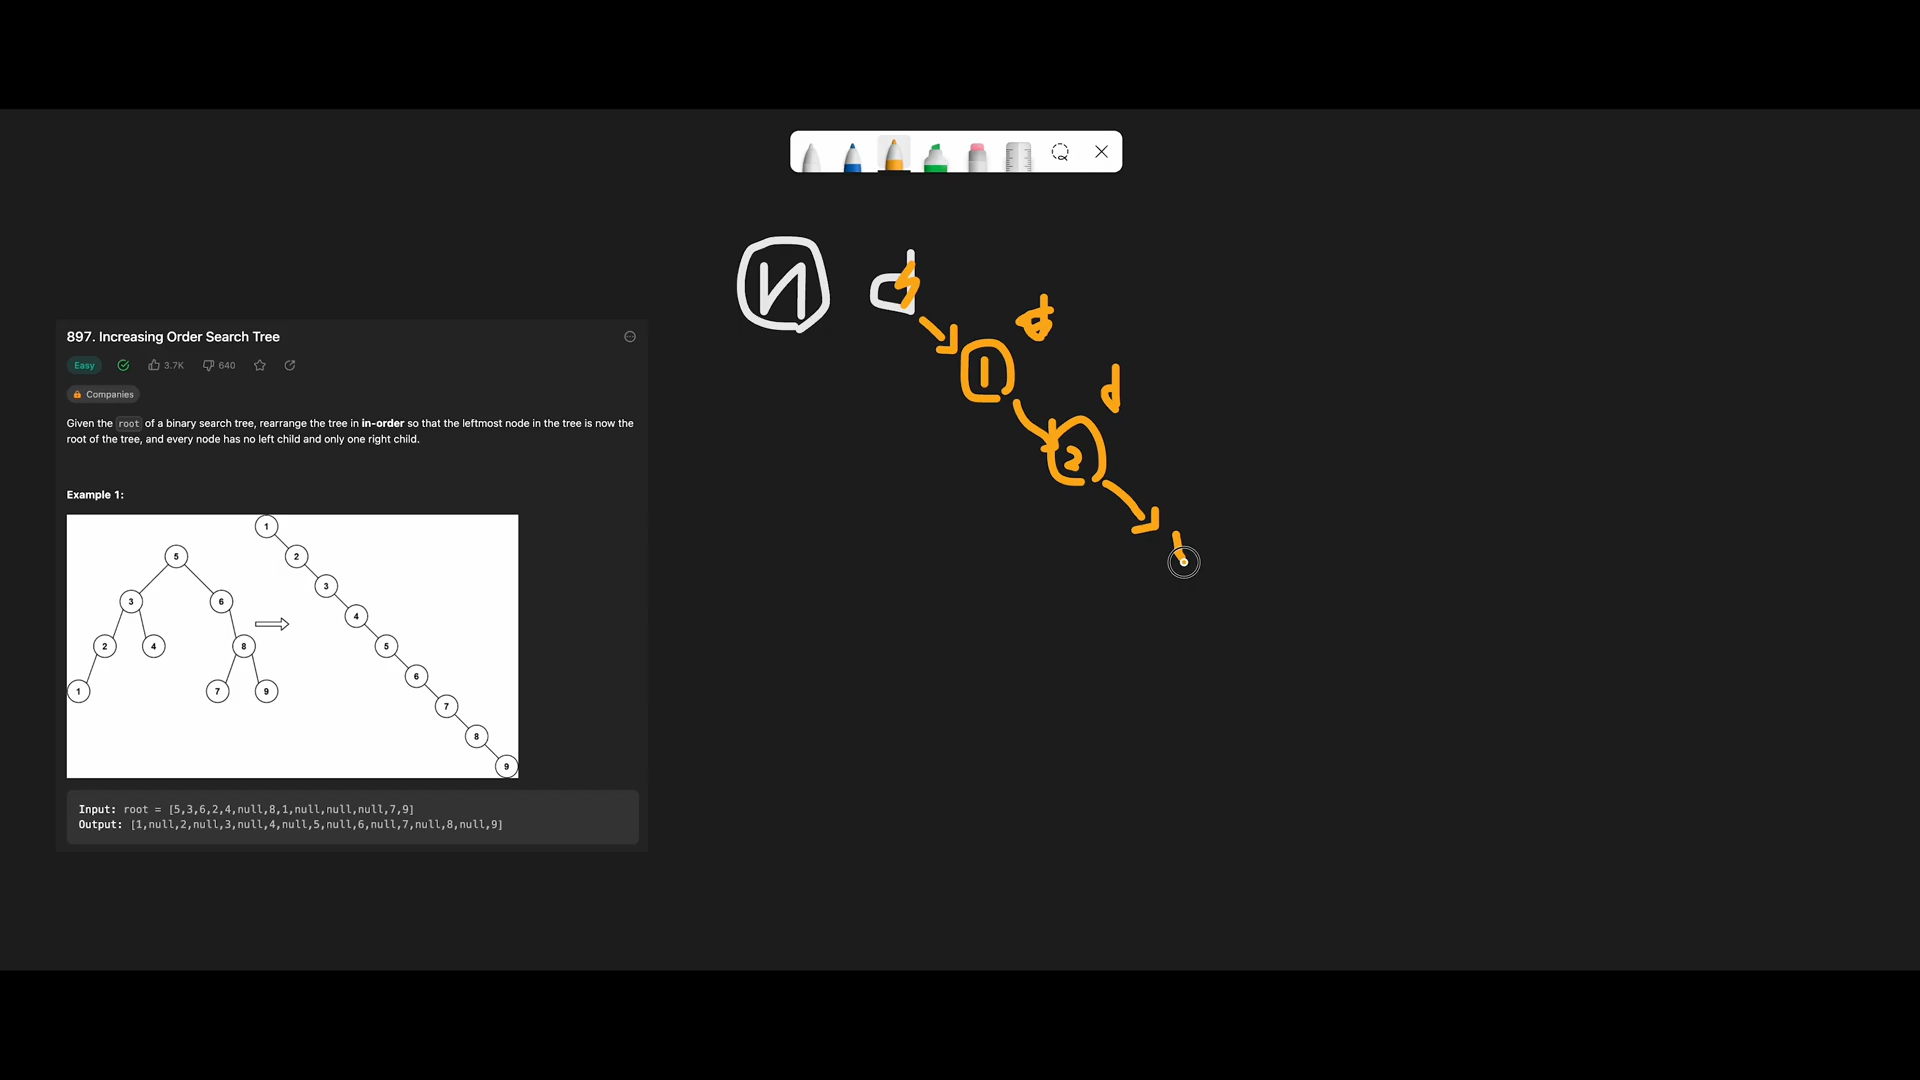 897. Increasing Order Search Tree
Easy 3.7K 640
Companies
Given the root of a binary search tree, rearrange the tree in in-order so that the leftmost node in the tree is now the
root of the tree, and every node has no left child and only one right child.
Example 1:
1
5 2
3 6 3
4
2 4 8 5
6
1 7 9 7
8
9
Input: root = [5,3,6,2,4,null,8,1,null,null,null,7,9]
Output: [1,null,2,null,3,null,4,null,5,null,6,null,7,null,8,null,9]
d
d
1
d
2